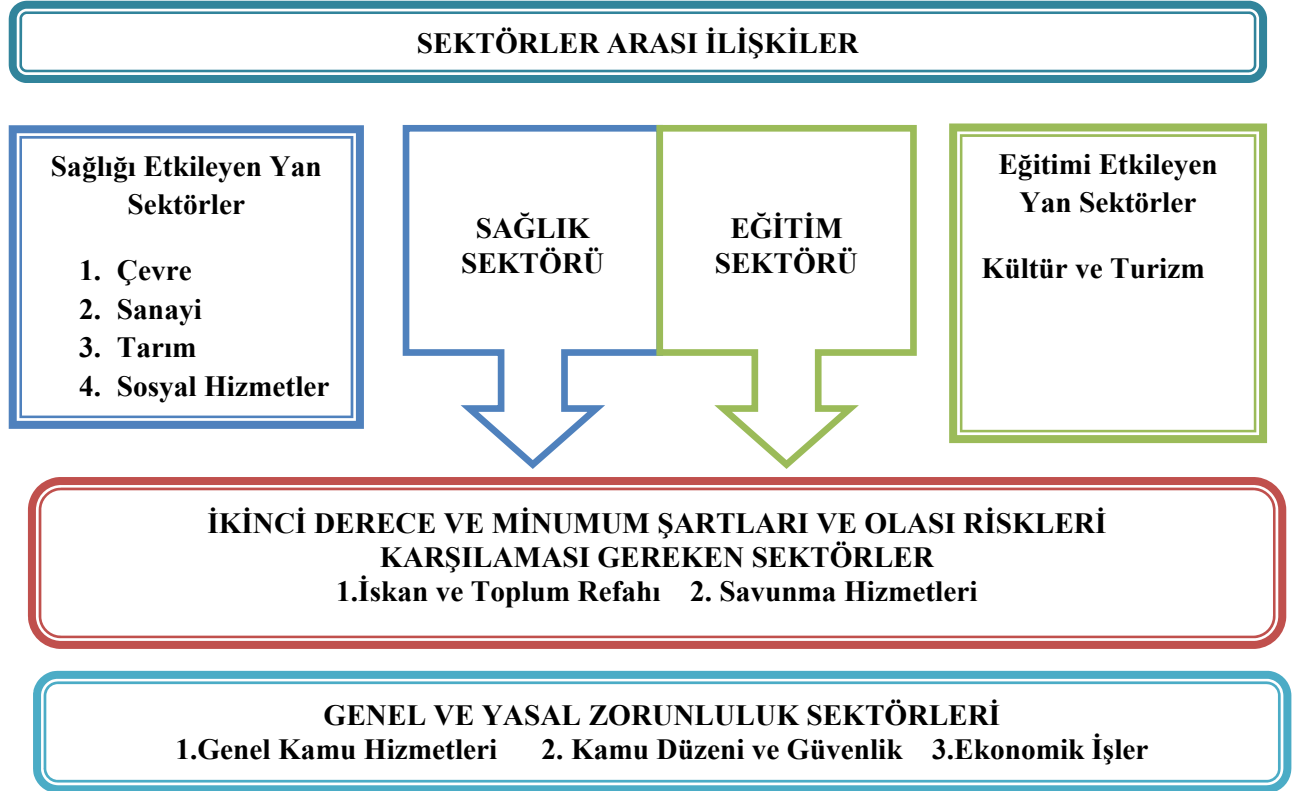 SEKTÖRLER ARASI İLİŞKİLER
Sağlığı Etkileyen Yan
Sektörler
1. Çevre
2. Sanayi
3. Tarım
4. Sosyal Hizmetler
SAĞLIK
SEKTÖRÜ
EĞİTİM
SEKTÖRÜ
Eğitimi Etkileyen
Yan Sektörler
Kültür ve Turizm
İKİNCİ DERECE VE MİNUMUM ŞARTLARI VE OLASI RİSKLERİ
KARŞILAMASI GEREKEN SEKTÖRLER
1.İskan ve Toplum Refahı 2. Savunma Hizmetleri
GENEL VE YASAL ZORUNLULUK SEKTÖRLERİ
1.Genel Kamu Hizmetleri 2. Kamu Düzeni ve Güvenlik 3.Ekonomik İşler